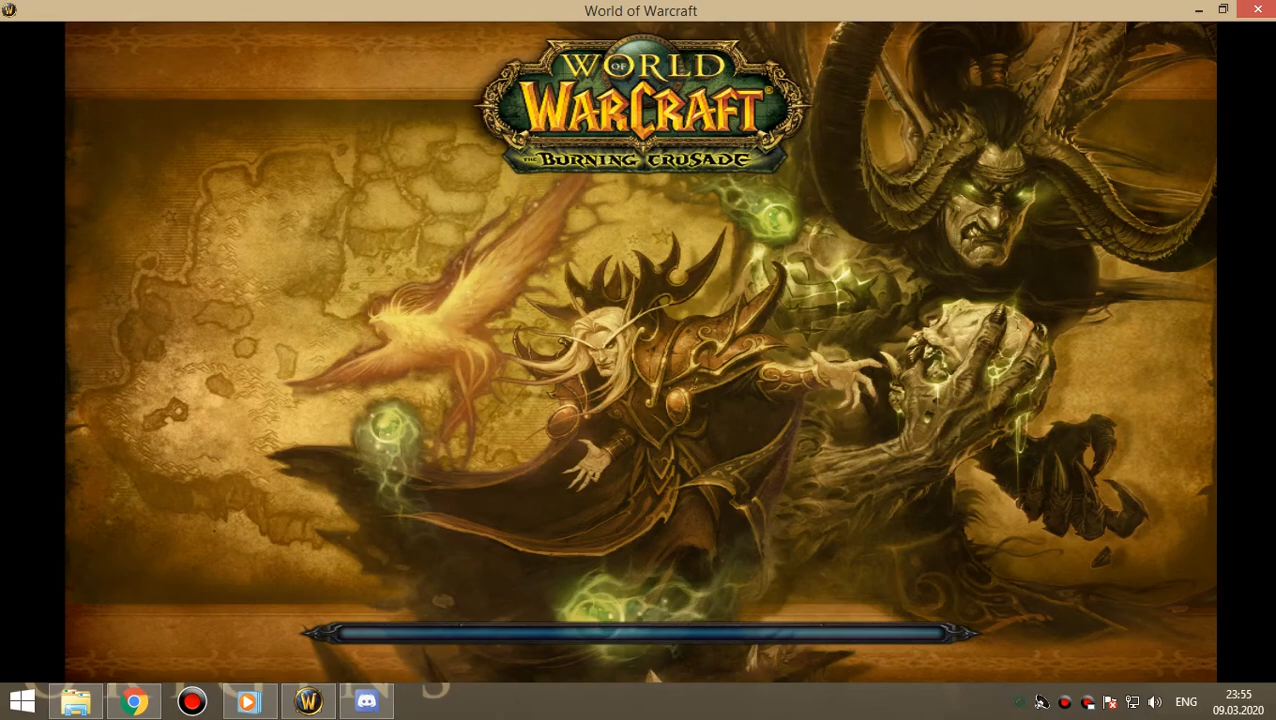 World of Warcraft
WORLD
OF
WARCRAFT®
THE BURNING CRUSADE
ENG
23:55
09.03.2020